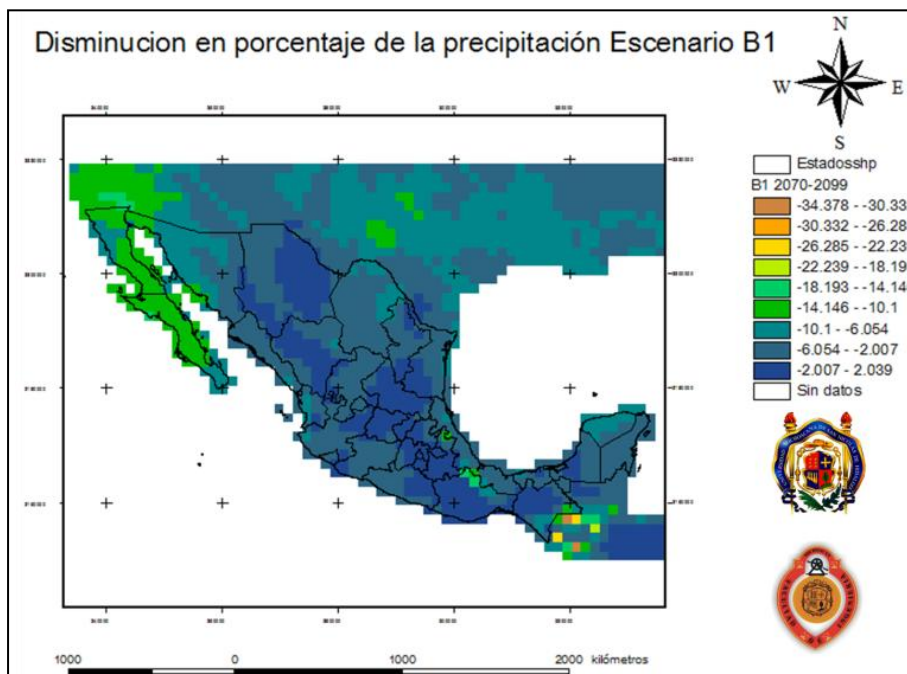 Disminucion en porcentaje de la precipitación Escenario B1
N
W
E
S
Estadosshp
B1 2070-2099
-34.378 - -30.33
-30.332 - -26.28
-26.285 - -22.23
-22.239 - -18.19
-18.193 - -14.14
-14.146 - -10.1
-10.1 - -6.054
-6.054 - -2.007
-2.007 - 2.039
Sin datos
1000
0
1000
2000 kilómetros